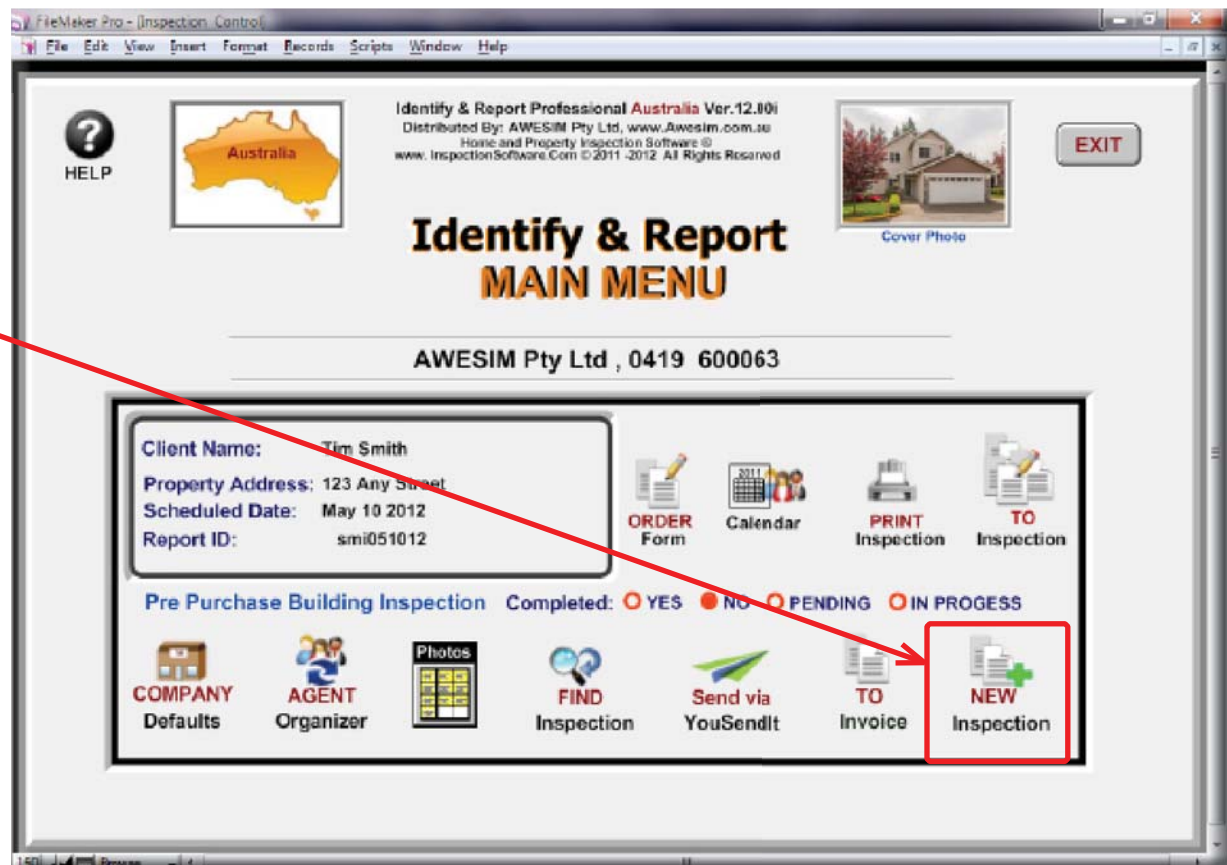 FileMaker Pro - [Inspection_Control]
File Edit View Insert Format Records Scripts Window Help
HELP
Australia
Identify & Report Professional Australia Ver.12.00i
Distributed By: AWESIM Pty Ltd, www.Awesim.com.au
Home and Property Inspection Software ©
www. InspectionSoftware.Com © 2011 -2012 All Rights Reserved
Cover Photo
EXIT
Identify & Report
MAIN MENU
AWESIM Pty Ltd , 0419 600063
Client Name: Tim Smith
Property Address: 123 Any Street
Scheduled Date: May 10 2012
Report ID: smi051012
2011
ORDER Form
Calendar
PRINT Inspection
TO Inspection
Pre Purchase Building Inspection Completed: YES NO PENDING IN PROGESS
COMPANY Defaults
AGENT Organizer
Photos
FIND Inspection
Send via YouSendIt
TO Invoice
NEW Inspection
Browse